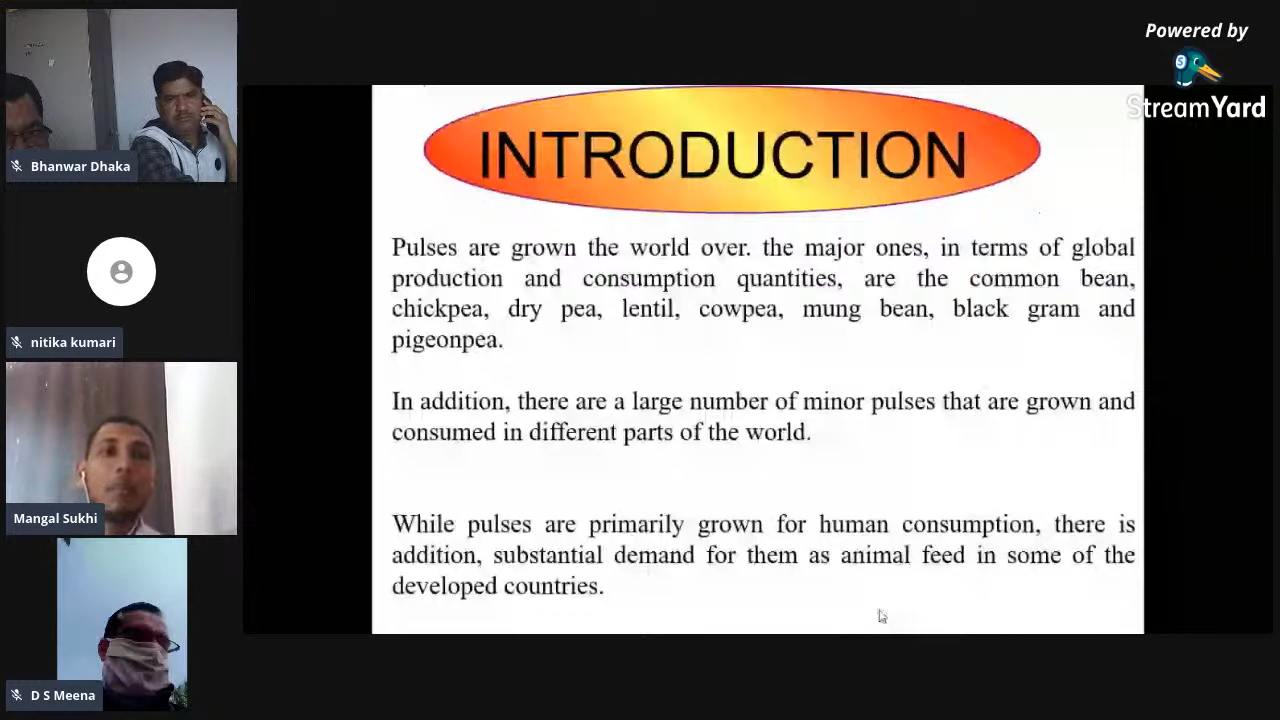 Powered by
StreamYard
Bhanwar Dhaka
nitika kumari
Mangal Sukhi
D S Meena
INTRODUCTION
Pulses are grown the world over. the major ones, in terms of global
production and consumption quantities, are the common bean,
chickpea, dry pea, lentil, cowpea, mung bean, black gram and
pigeonpea.
In addition, there are a large number of minor pulses that are grown and
consumed in different parts of the world.
While pulses are primarily grown for human consumption, there is
addition, substantial demand for them as animal feed in some of the
developed countries.